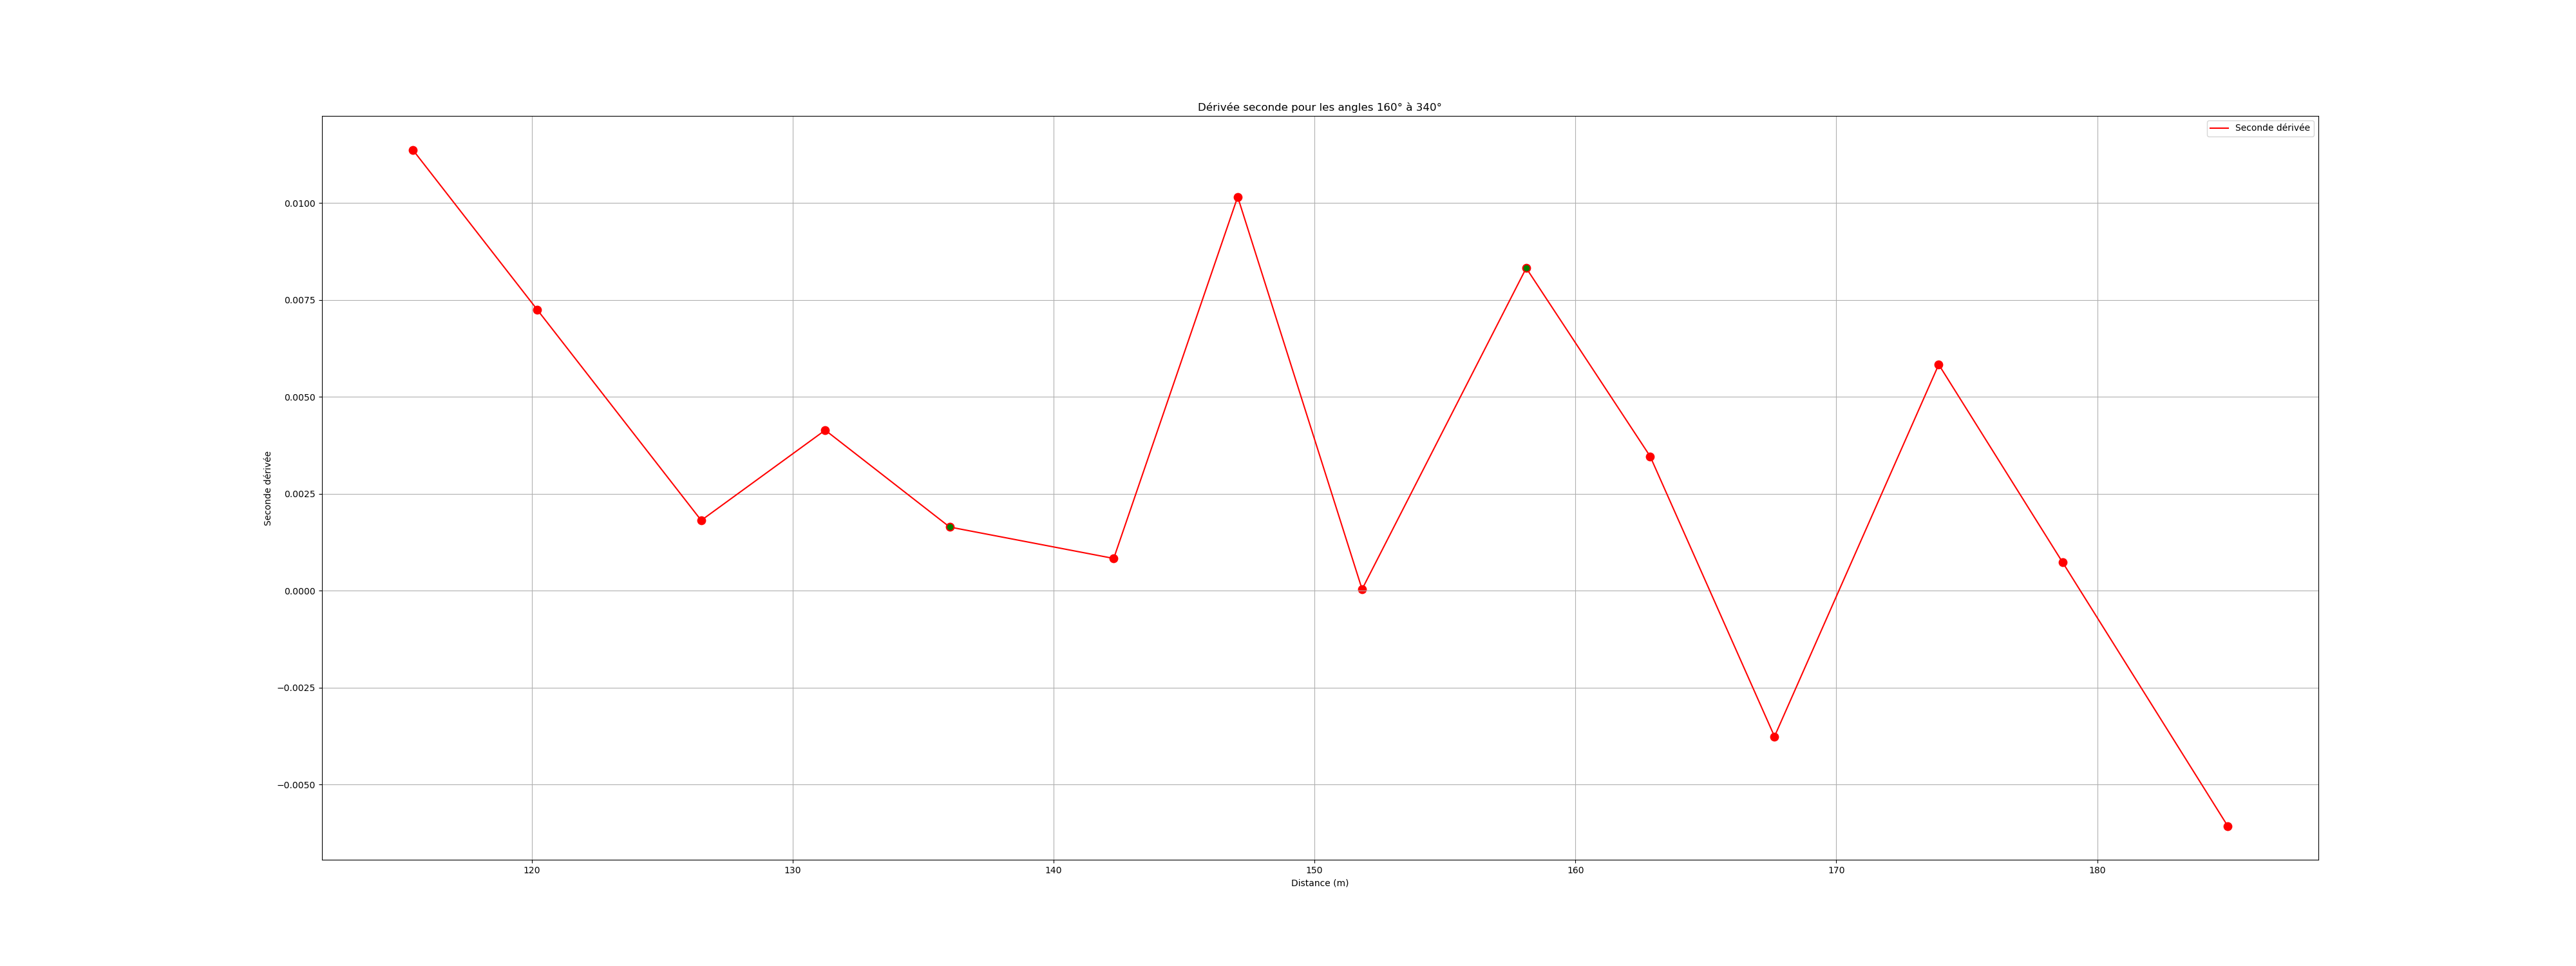 Dérivée seconde pour les angles 160° à 340°
Seconde dérivée
0.0100
0.0075
0.0050
0.0025
0.0000
−0.0025
−0.0050
Seconde dérivée
120 130 140 150 160 170 180
Distance (m)